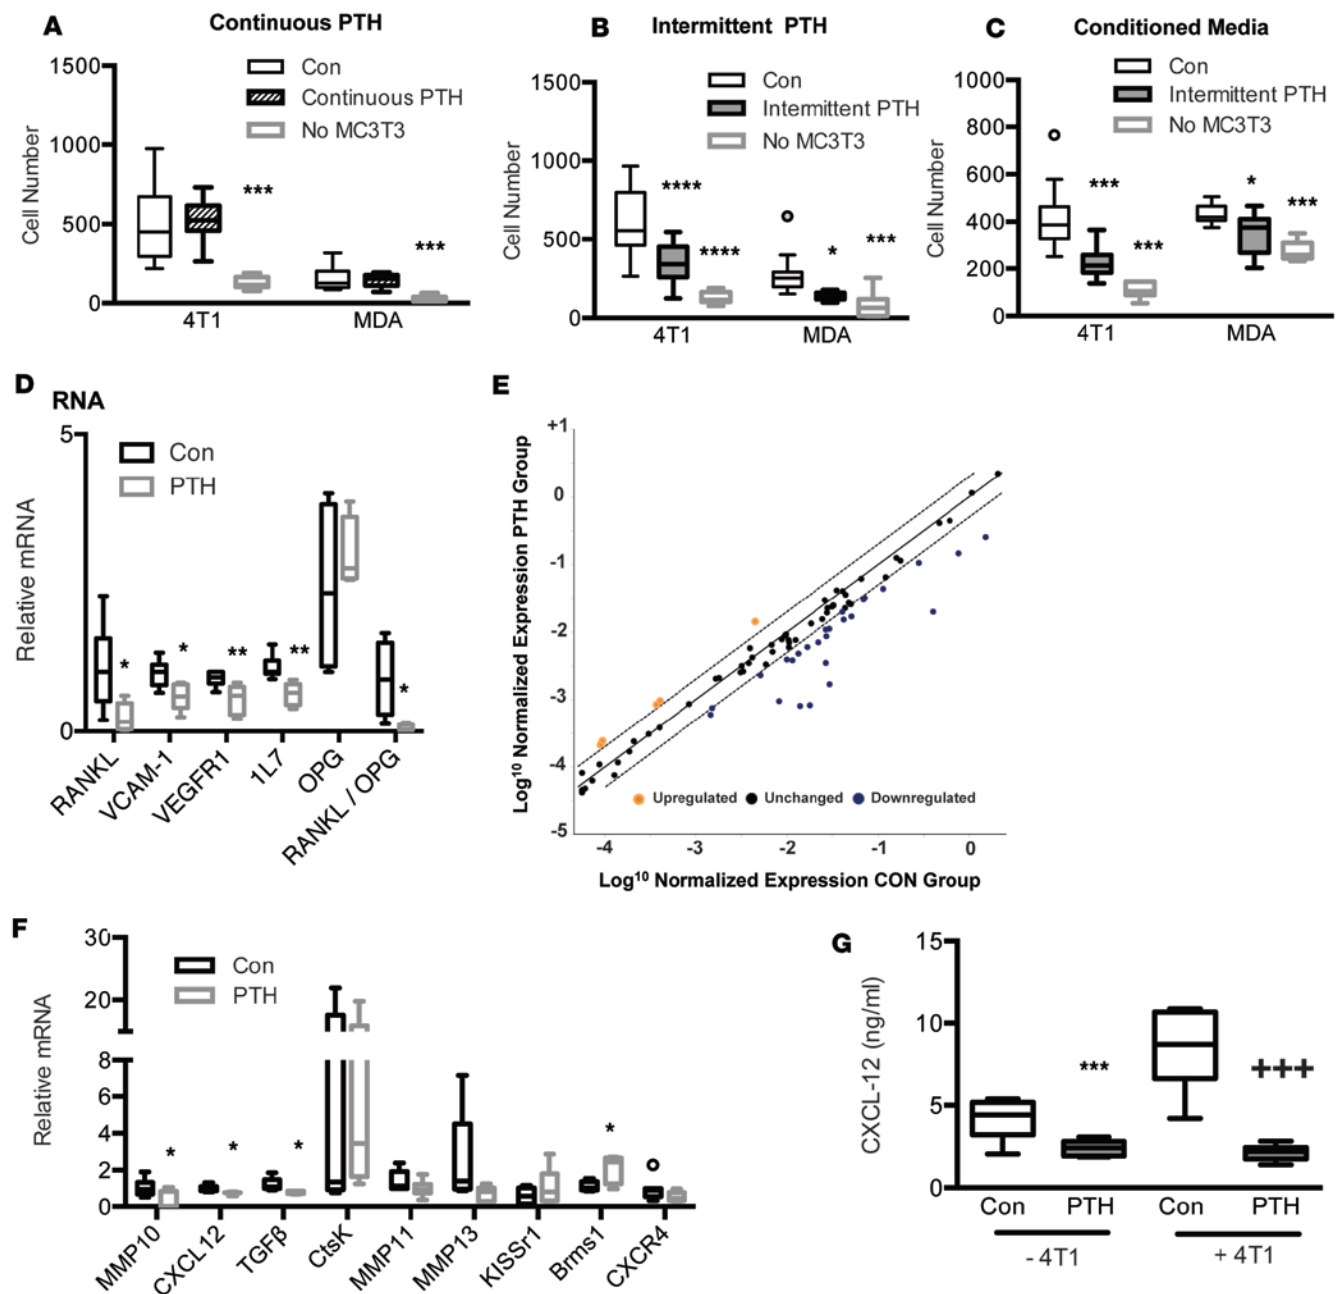 A
Continuous PTH
1500
1000
500
0
Cell Number
Con
Continuous PTH
No MC3T3
***
***
4T1
MDA
B
Intermittent PTH
1500
1000
500
0
Cell Number
Con
Intermittent PTH
No MC3T3
****
****
*
***
4T1
MDA
C
Conditioned Media
1000
800
600
400
200
0
Cell Number
Con
Intermittent PTH
No MC3T3
***
***
*
***
4T1
MDA
D
RNA
5
0
Relative mRNA
Con
PTH
*
*
**
**
*
RANKL
VCAM-1
VEGFR1
1L7
OPG
RANKL / OPG
E
+1
0
-1
-2
-3
-4
-5
Log¹⁰ Normalized Expression PTH Group
Upregulated
Unchanged
Downregulated
-4
-3
-2
-1
0
Log¹⁰ Normalized Expression CON Group
F
30
20
8
6
4
2
0
Relative mRNA
Con
PTH
*
*
*
*
MMP10
CXCL12
TGFβ
CtsK
MMP11
MMP13
KISSr1
Brms1
CXCR4
G
15
10
5
0
CXCL-12 (ng/ml)
***
+++
Con
PTH
Con
PTH
- 4T1
+ 4T1